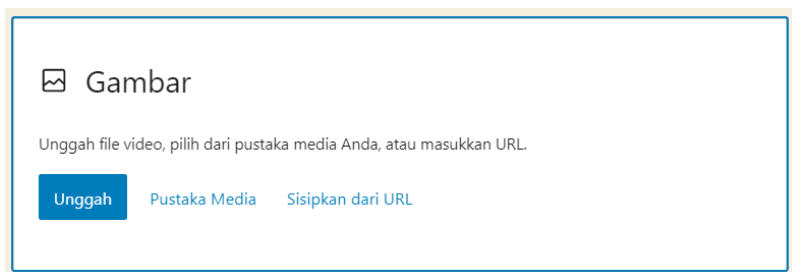 Gambar
Unggah file video, pilih dari pustaka media Anda, atau masukkan URL.
Unggah
Pustaka Media
Sisipkan dari URL